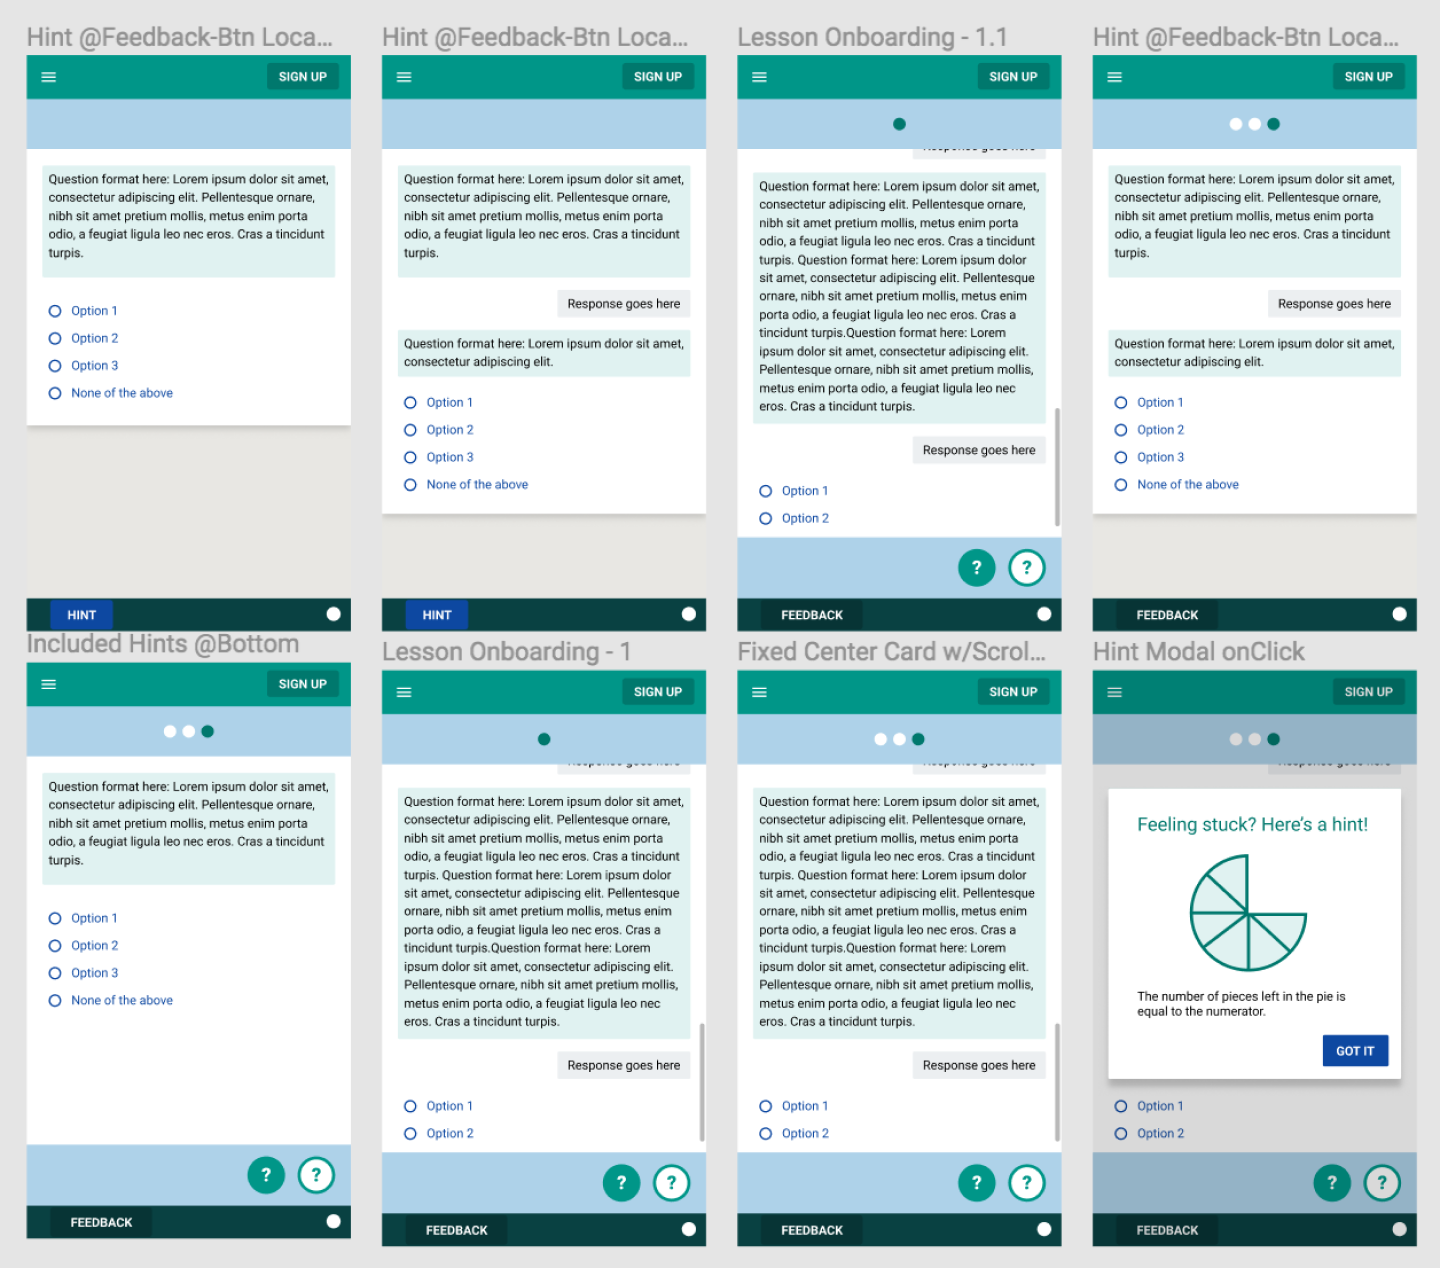 Hint @Feedback-Btn Loca...
SIGN UP
Question format here: Lorem ipsum dolor sit amet,
consectetur adipiscing elit. Pellentesque ornare,
nibh sit amet pretium mollis, metus enim porta
odio, a feugiat ligula leo nec eros. Cras a tincidunt
turpis.
Option 1
Option 2
Option 3
None of the above
HINT
Hint @Feedback-Btn Loca...
SIGN UP
Question format here: Lorem ipsum dolor sit amet,
consectetur adipiscing elit. Pellentesque ornare,
nibh sit amet pretium mollis, metus enim porta
odio, a feugiat ligula leo nec eros. Cras a tincidunt
turpis.
Response goes here
Question format here: Lorem ipsum dolor sit amet,
consectetur adipiscing elit.
Option 1
Option 2
Option 3
None of the above
HINT
Lesson Onboarding - 1.1
SIGN UP
Response goes here
Question format here: Lorem ipsum dolor sit amet,
consectetur adipiscing elit. Pellentesque ornare,
nibh sit amet pretium mollis, metus enim porta
odio, a feugiat ligula leo nec eros. Cras a tincidunt
turpis. Question format here: Lorem ipsum dolor
sit amet, consectetur adipiscing elit. Pellentesque
ornare, nibh sit amet pretium mollis, metus enim
porta odio, a feugiat ligula leo nec eros. Cras a
tincidunt turpis.Question format here: Lorem
ipsum dolor sit amet, consectetur adipiscing elit.
Pellentesque ornare, nibh sit amet pretium mollis,
metus enim porta odio, a feugiat ligula leo nec
eros. Cras a tincidunt turpis.
Response goes here
Option 1
Option 2
? ?
FEEDBACK
Hint @Feedback-Btn Loca...
SIGN UP
Question format here: Lorem ipsum dolor sit amet,
consectetur adipiscing elit. Pellentesque ornare,
nibh sit amet pretium mollis, metus enim porta
odio, a feugiat ligula leo nec eros. Cras a tincidunt
turpis.
Response goes here
Question format here: Lorem ipsum dolor sit amet,
consectetur adipiscing elit.
Option 1
Option 2
Option 3
None of the above
FEEDBACK
Included Hints @Bottom
SIGN UP
Question format here: Lorem ipsum dolor sit amet,
consectetur adipiscing elit. Pellentesque ornare,
nibh sit amet pretium mollis, metus enim porta
odio, a feugiat ligula leo nec eros. Cras a tincidunt
turpis.
Option 1
Option 2
Option 3
None of the above
? ?
FEEDBACK
Lesson Onboarding - 1
SIGN UP
Response goes here
Question format here: Lorem ipsum dolor sit amet,
consectetur adipiscing elit. Pellentesque ornare,
nibh sit amet pretium mollis, metus enim porta
odio, a feugiat ligula leo nec eros. Cras a tincidunt
turpis. Question format here: Lorem ipsum dolor
sit amet, consectetur adipiscing elit. Pellentesque
ornare, nibh sit amet pretium mollis, metus enim
porta odio, a feugiat ligula leo nec eros. Cras a
tincidunt turpis.Question format here: Lorem
ipsum dolor sit amet, consectetur adipiscing elit.
Pellentesque ornare, nibh sit amet pretium mollis,
metus enim porta odio, a feugiat ligula leo nec
eros. Cras a tincidunt turpis.
Response goes here
Option 1
Option 2
? ?
FEEDBACK
Fixed Center Card w/Scrol...
SIGN UP
Response goes here
Question format here: Lorem ipsum dolor sit amet,
consectetur adipiscing elit. Pellentesque ornare,
nibh sit amet pretium mollis, metus enim porta
odio, a feugiat ligula leo nec eros. Cras a tincidunt
turpis. Question format here: Lorem ipsum dolor
sit amet, consectetur adipiscing elit. Pellentesque
ornare, nibh sit amet pretium mollis, metus enim
porta odio, a feugiat ligula leo nec eros. Cras a
tincidunt turpis.Question format here: Lorem
ipsum dolor sit amet, consectetur adipiscing elit.
Pellentesque ornare, nibh sit amet pretium mollis,
metus enim porta odio, a feugiat ligula leo nec
eros. Cras a tincidunt turpis.
Response goes here
Option 1
Option 2
? ?
FEEDBACK
Hint Modal onClick
SIGN UP
Response goes here
Feeling stuck? Here's a hint!
The number of pieces left in the pie is
equal to the numerator.
GOT IT
Option 1
Option 2
? ?
FEEDBACK